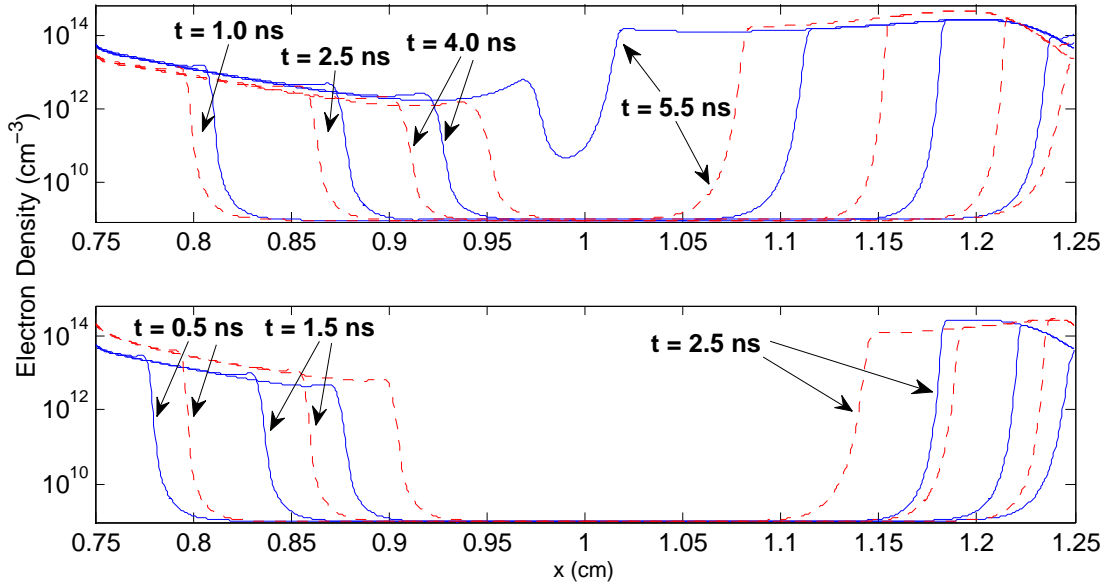 10^14
10^12
10^10
t = 1.0 ns
t = 2.5 ns
t = 4.0 ns
t = 5.5 ns
0.75 0.8 0.85 0.9 0.95 1 1.05 1.1 1.15 1.2 1.25
Electron Density (cm^−3)
10^14
10^12
10^10
t = 0.5 ns
t = 1.5 ns
t = 2.5 ns
0.75 0.8 0.85 0.9 0.95 1 1.05 1.1 1.15 1.2 1.25
x (cm)